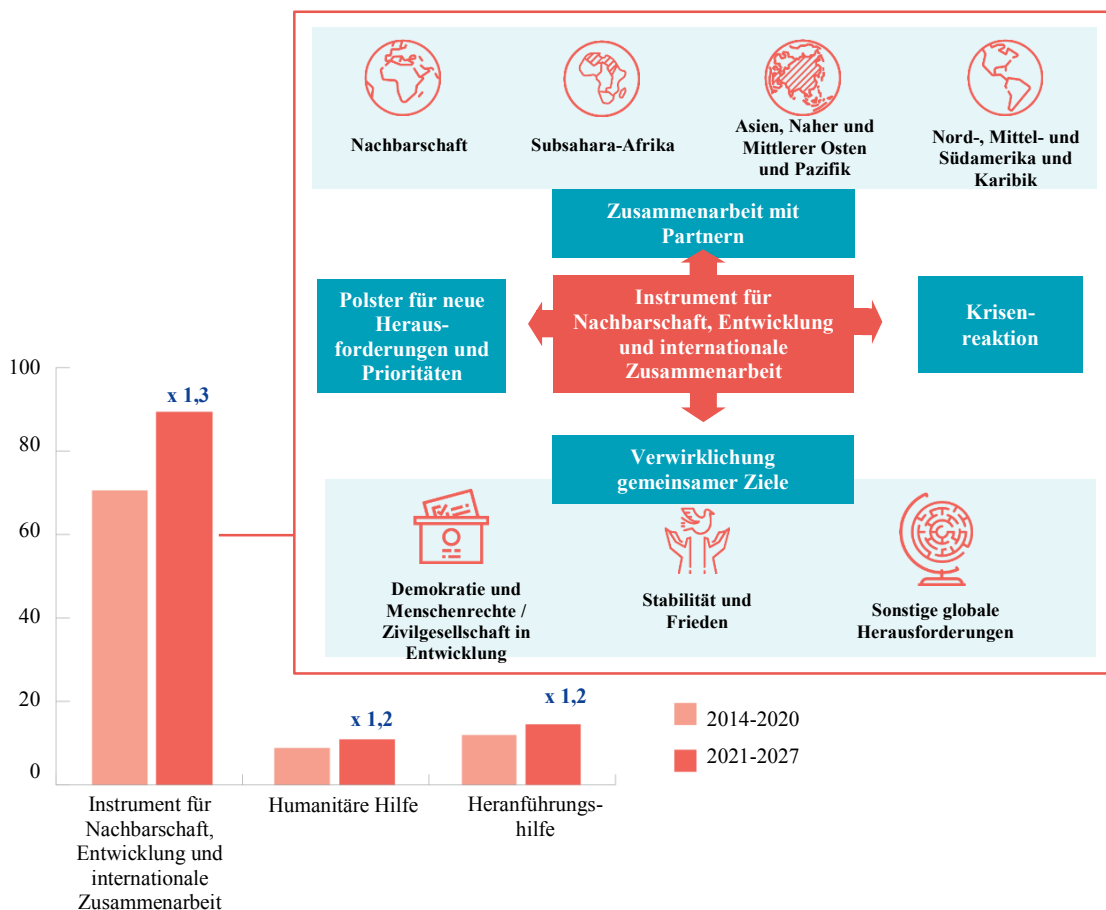 Nachbarschaft
Subsahara-Afrika
Asien, Naher und
Mittlerer Osten
und Pazifik
Nord-, Mittel- und
Südamerika und
Karibik
Zusammenarbeit mit
Partnern
Polster für neue
Heraus-
forderungen und
Prioritäten
Instrument für
Nachbarschaft, Entwicklung
und internationale
Zusammenarbeit
Krisen-
reaktion
Verwirklichung
gemeinsamer Ziele
Demokratie und
Menschenrechte /
Zivilgesellschaft in
Entwicklung
Stabilität und
Frieden
Sonstige globale
Herausforderungen
100
80
60
40
20
0
x 1,3
x 1,2
x 1,2
2014-2020
2021-2027
Instrument für
Nachbarschaft,
Entwicklung und
internationale
Zusammenarbeit
Humanitäre Hilfe
Heranführungs-
hilfe